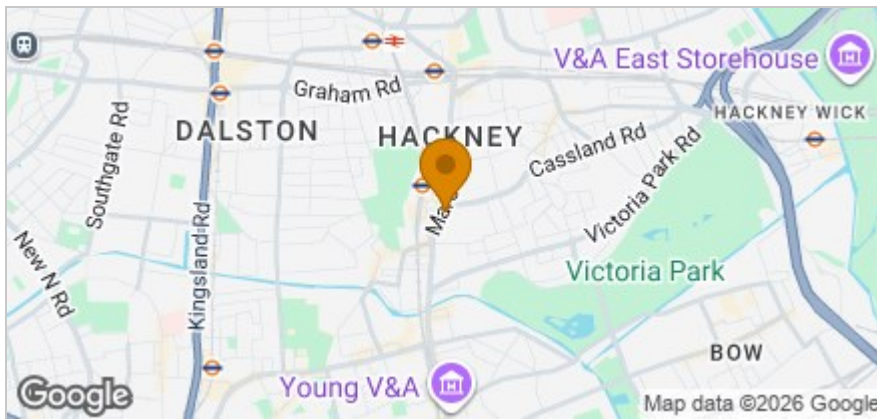 V&A East Storehouse
Graham Rd
HACKNEY WICK
DALSTON
HACKNEY
Cassland Rd
Southgate Rd
Victoria Park Rd
Kingsland Rd
New N Rd
Victoria Park
BOW
Young V&A
Google
Map data ©2026 Google